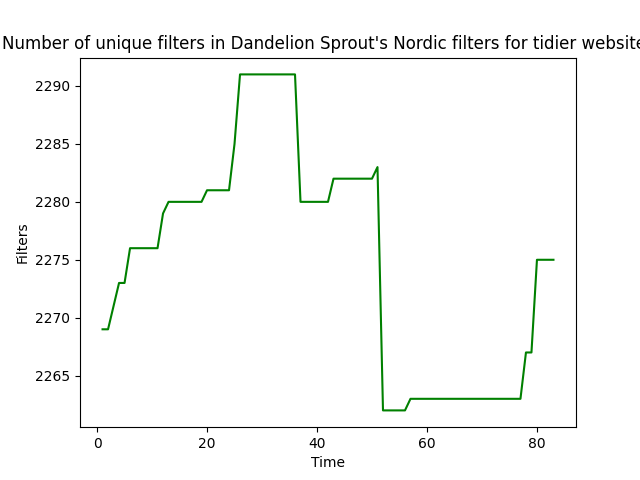 Number of unique filters in Dandelion Sprout's Nordic filters for tidier website
2290
2285
2280
2275
2270
2265
Filters
0 20 40 60 80
Time